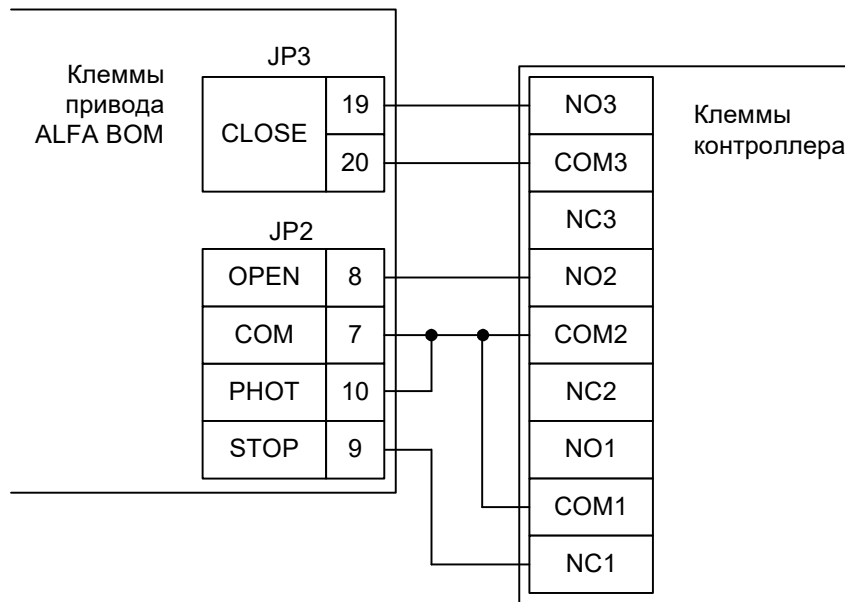 Клеммы
привода
ALFA BOM
JP3
CLOSE
19
20
JP2
OPEN 8
COM 7
PHOT 10
STOP 9
NO3
COM3
NC3
NO2
COM2
NC2
NO1
COM1
NC1
Клеммы
контроллера